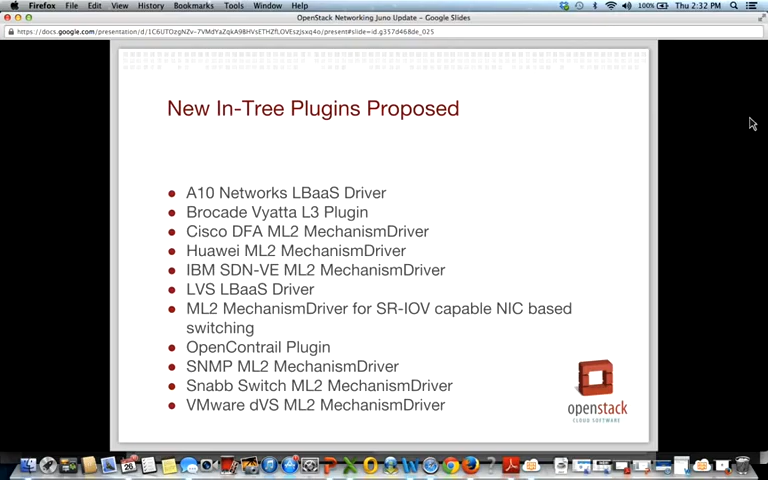 Firefox File Edit View History Bookmarks Tools Window Help 100% Thu 2:32 PM
OpenStack Networking Juno Update - Google Slides
New In-Tree Plugins Proposed
A10 Networks LBaaS Driver
Brocade Vyatta L3 Plugin
Cisco DFA ML2 MechanismDriver
Huawei ML2 MechanismDriver
IBM SDN-VE ML2 MechanismDriver
LVS LBaaS Driver
ML2 MechanismDriver for SR-IOV capable NIC based
switching
OpenContrail Plugin
SNMP ML2 MechanismDriver
Snabb Switch ML2 MechanismDriver
VMware dVS ML2 MechanismDriver
openstack
CLOUD SOFTWARE